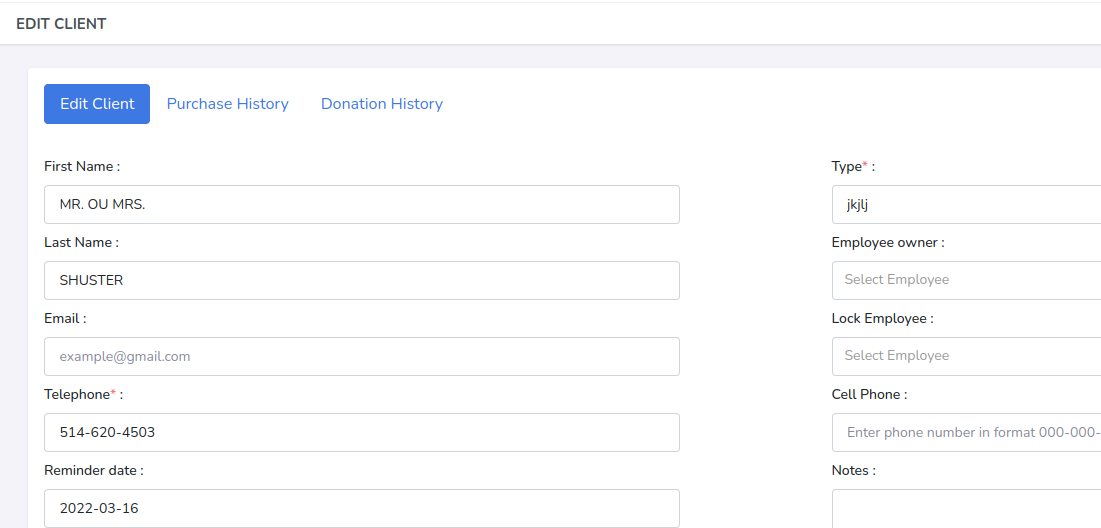 EDIT CLIENT
Edit Client Purchase History Donation History
First Name :
MR. OU MRS.
Last Name :
SHUSTER
Email :
example@gmail.com
Telephone* :
514-620-4503
Reminder date :
2022-03-16
Type* :
jkjlj
Employee owner :
Select Employee
Lock Employee :
Select Employee
Cell Phone :
Enter phone number in format 000-000-
Notes :